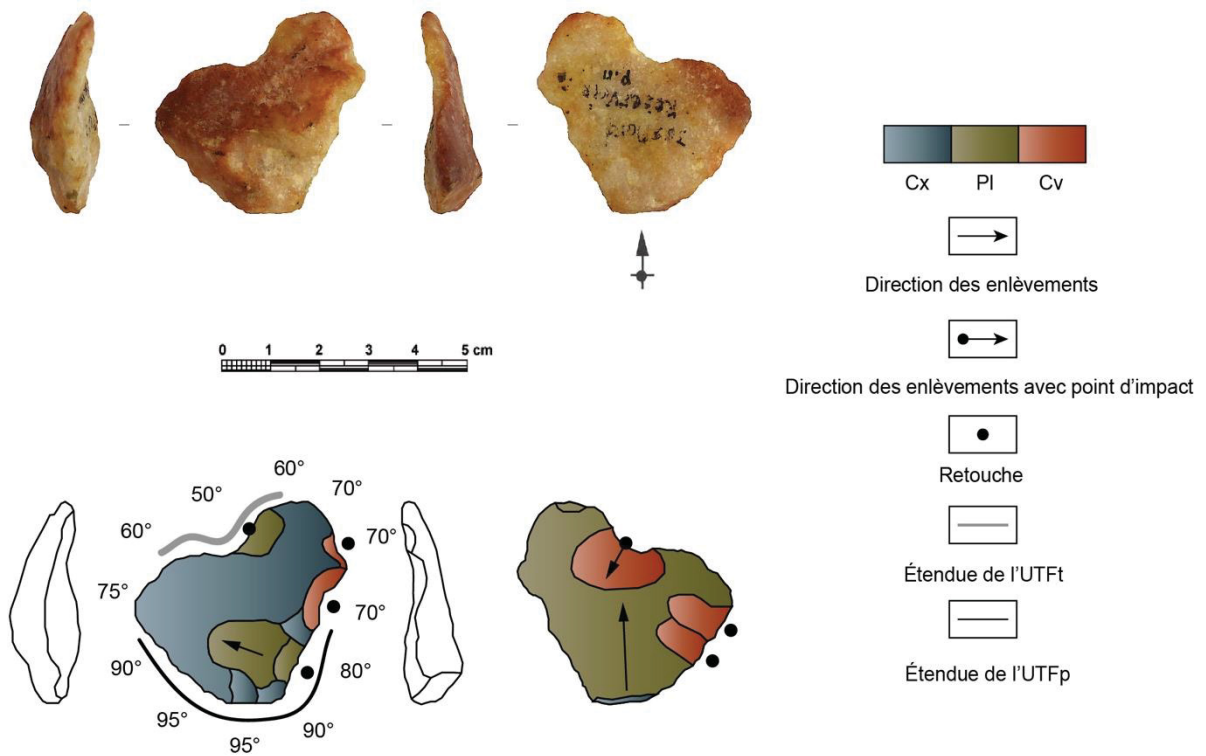 0 1 2 3 4 5 cm
Cx Pl Cv
Direction des enlèvements
Direction des enlèvements avec point d'impact
Retouche
Étendue de l'UTFt
Étendue de l'UTFp
60°
50°
60°
75°
90°
95°
95°
90°
80°
70°
70°
70°